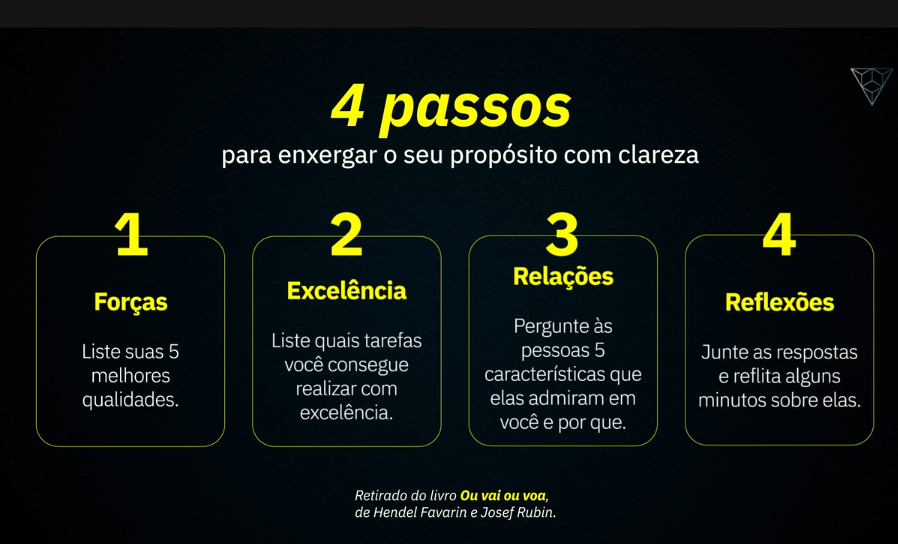 4 passos
para enxergar o seu propósito com clareza
1
Forças
Liste suas 5
melhores
qualidades.
2
Excelência
Liste quais tarefas
você consegue
realizar com
excelência.
3
Relações
Pergunte às
pessoas 5
características que
elas admiram em
você e por que.
4
Reflexões
Junte as respostas
e reflita alguns
minutos sobre elas.
Retirado do livro Ou vai ou voa,
de Hendel Favarin e Josef Rubin.